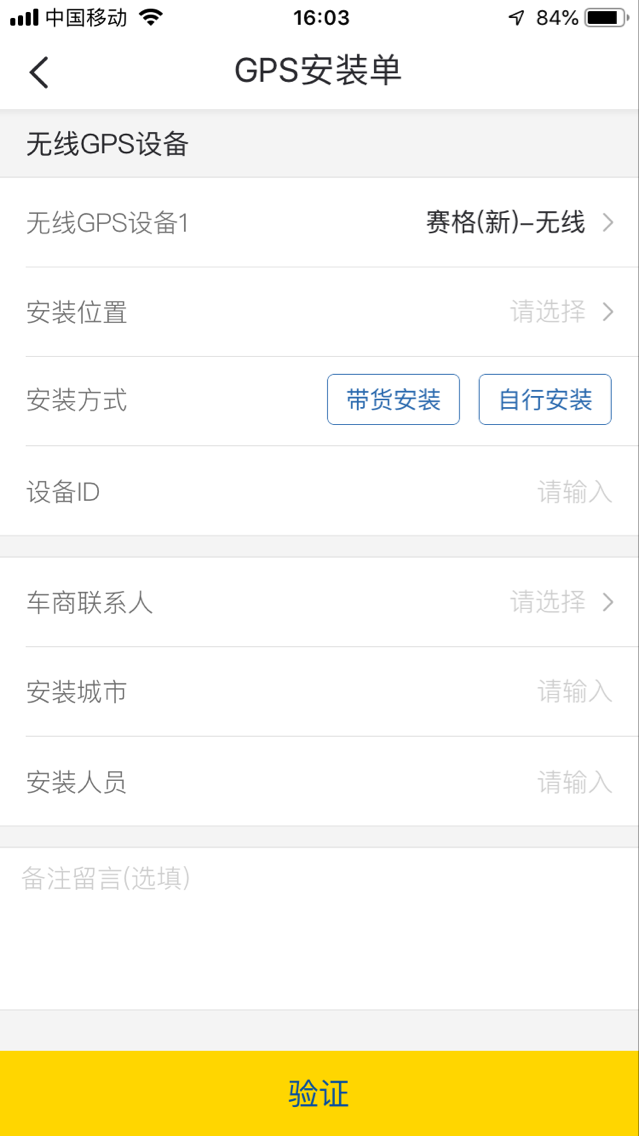 中国移动 16:03 84%
GPS安装单
无线GPS设备
无线GPS设备1 赛格(新)-无线
安装位置 请选择
安装方式 带货安装 自行安装
设备ID 请输入
车商联系人 请选择
安装城市 请输入
安装人员 请输入
备注留言(选填)
验证